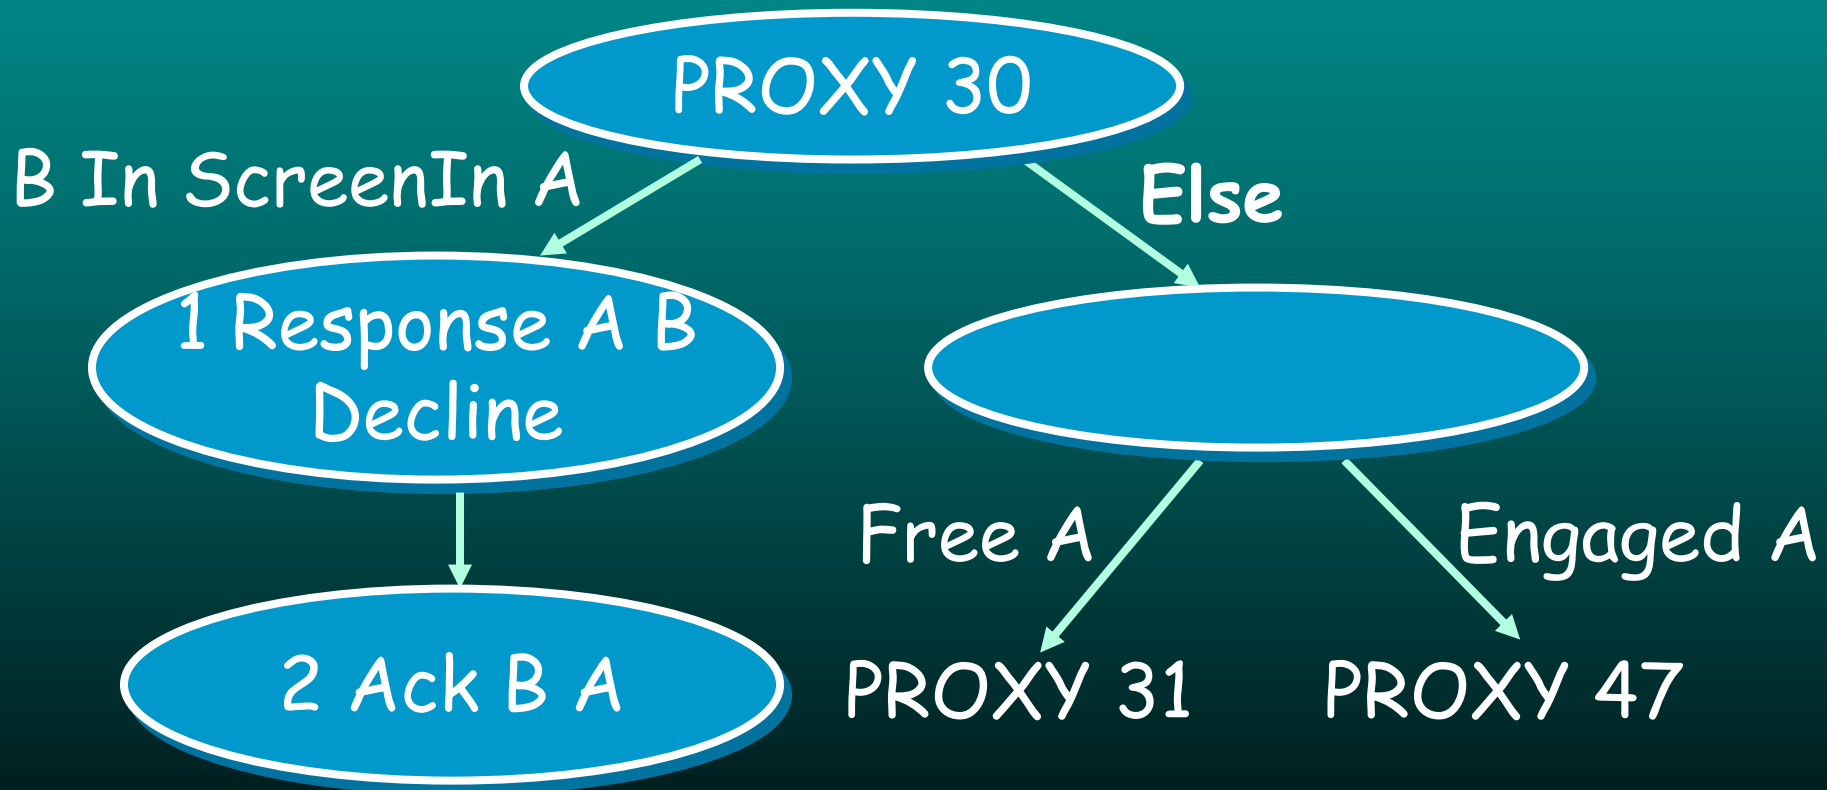 PROXY 30
B In ScreenIn A
Else
1 Response A B
Decline
Free A
Engaged A
2 Ack B A
PROXY 31
PROXY 47